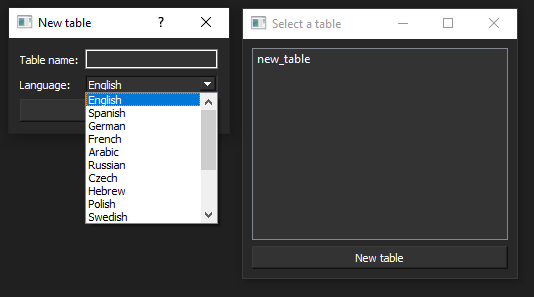 New table
?
Table name:
Language:
English
English
Spanish
German
French
Arabic
Russian
Czech
Hebrew
Polish
Swedish
Select a table
new_table
New table